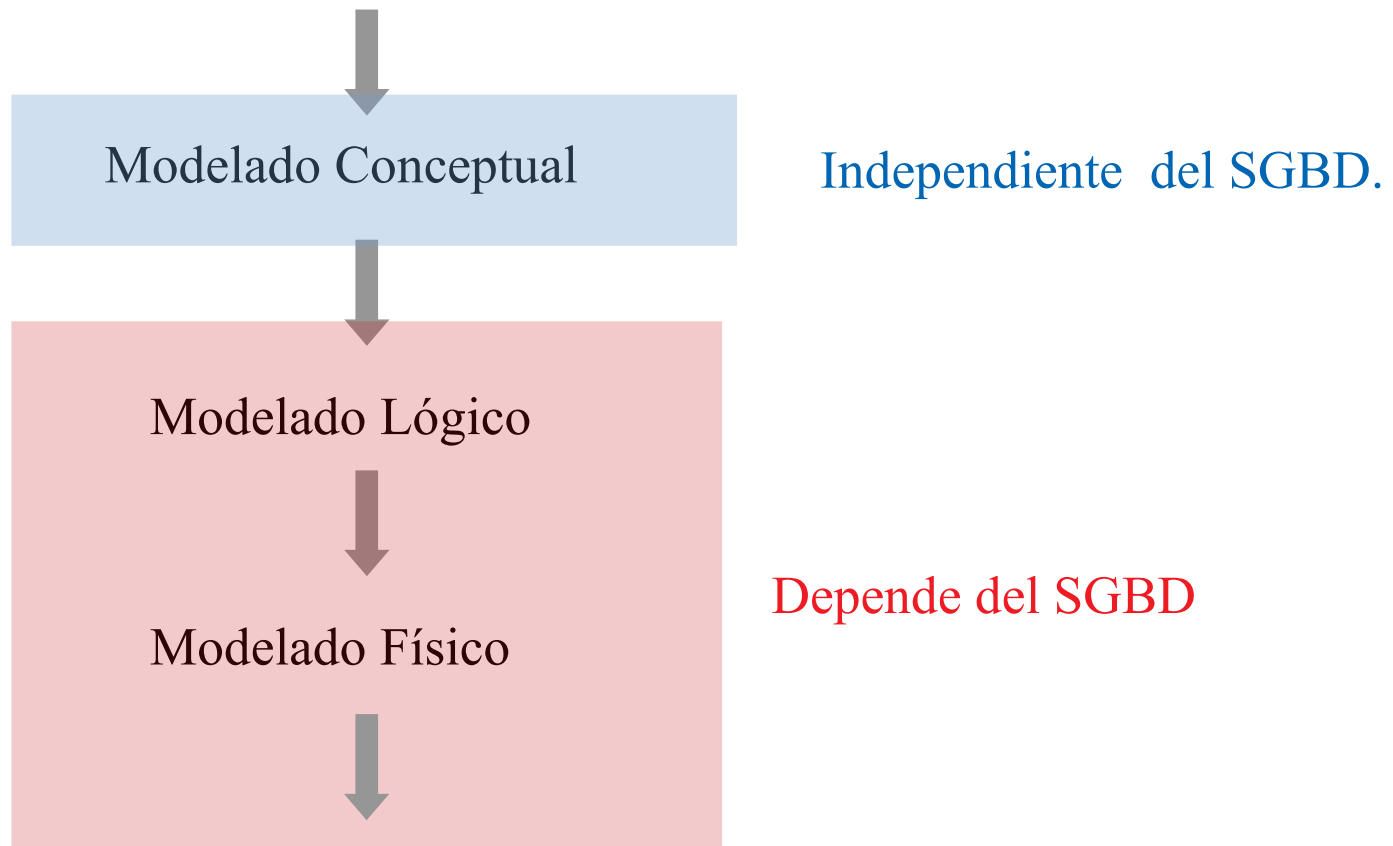 Modelado Conceptual
Independiente del SGBD.
Modelado Lógico
Depende del SGBD
Modelado Físico